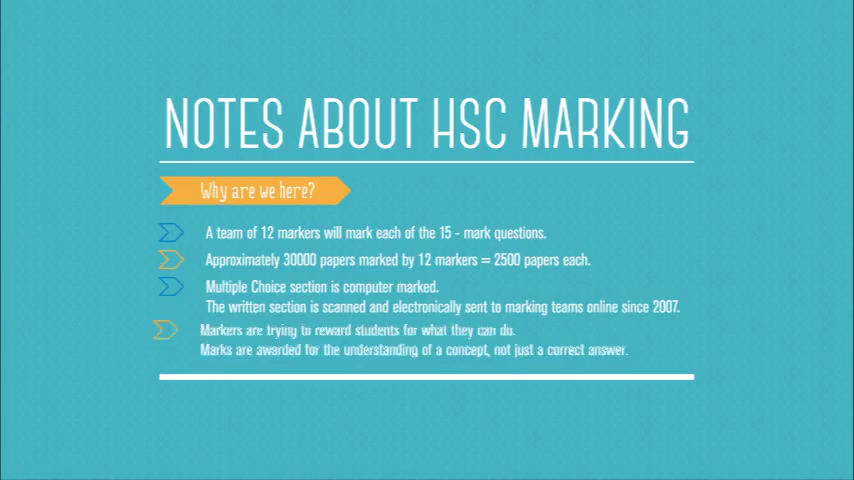 NOTES ABOUT HSC MARKING
Why are we here?
A team of 12 markers will mark each of the 15 - mark questions.
Approximately 30000 papers marked by 12 markers = 2500 papers each.
Multiple Choice section is computer marked.
The written section is scanned and electronically sent to marking teams online since 2007.
Markers are trying to reward students for what they can do.
Marks are awarded for the understanding of a concept, not just a correct answer.